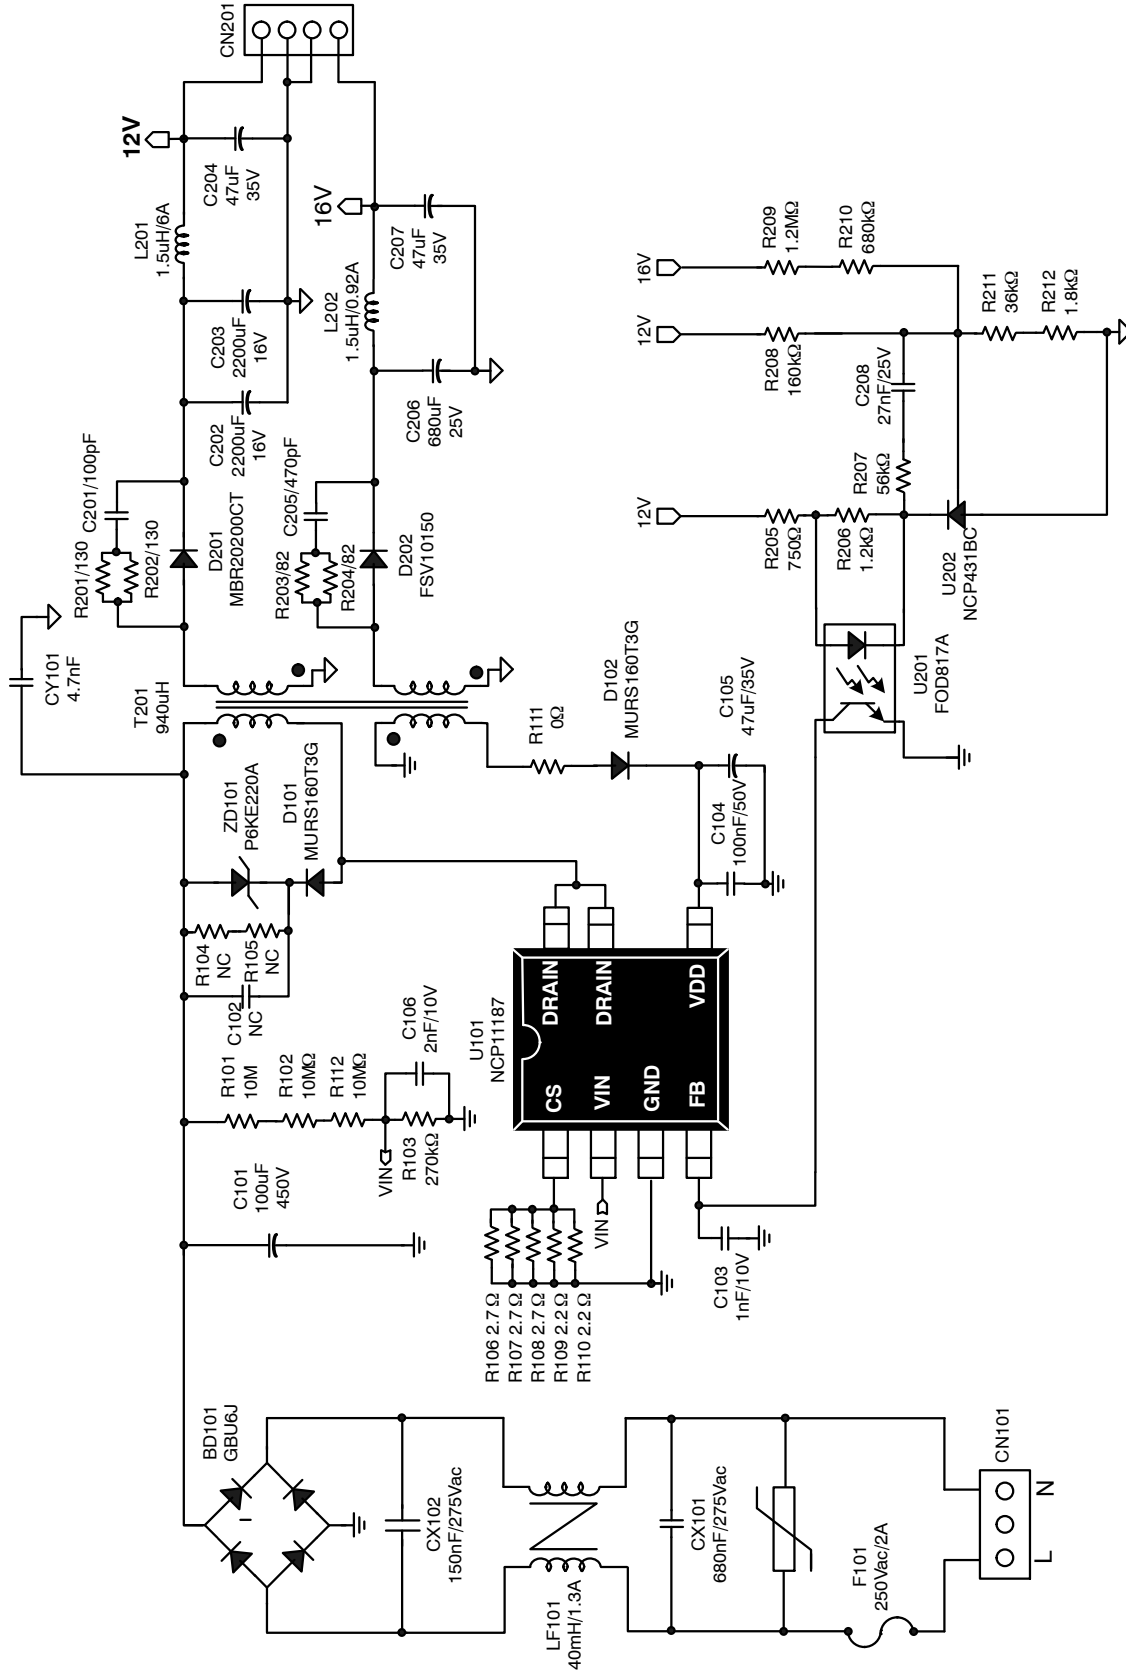 CN201
12V
C204
47uF
35V
L201
1.5uH/6A
C203
2200uF
16V
C202
2200uF
16V
C201/100pF
R201/130
R202/130
D201
MBR20200CT
16V
C207
47uF
35V
L202
1.5uH/0.92A
C206
680uF
25V
C205/470pF
R203/82
R204/82
D202
FSV10150
CY101
4.7nF
T201
940uH
16V
R209
1.2MΩ
R210
680kΩ
12V
R208
160kΩ
R211
36kΩ
R212
1.8kΩ
C208
27nF/25V
R207
56kΩ
12V
R205
750Ω
R206
1.2kΩ
U202
NCP431BC
U201
FOD817A
R111
0Ω
D102
MURS160T3G
C105
47uF/35V
C104
100nF/50V
ZD101
P6KE220A
D101
MURS160T3G
R104
NC
R105
NC
C102
NC
R101
10M
R102
10MΩ
R112
10MΩ
C106
2nF/10V
VIN
R103
270kΩ
C101
100uF
450V
U101
NCP11187
DRAIN
DRAIN
VDD
CS
VIN
GND
FB
VIN
R106 2.7 Ω
R107 2.7 Ω
R108 2.7 Ω
R109 2.2 Ω
R110 2.2 Ω
C103
1nF/10V
BD101
GBU6J
CX102
150nF/275Vac
LF101
40mH/1.3A
CX101
680nF/275Vac
F101
250Vac/2A
CN101
L
N